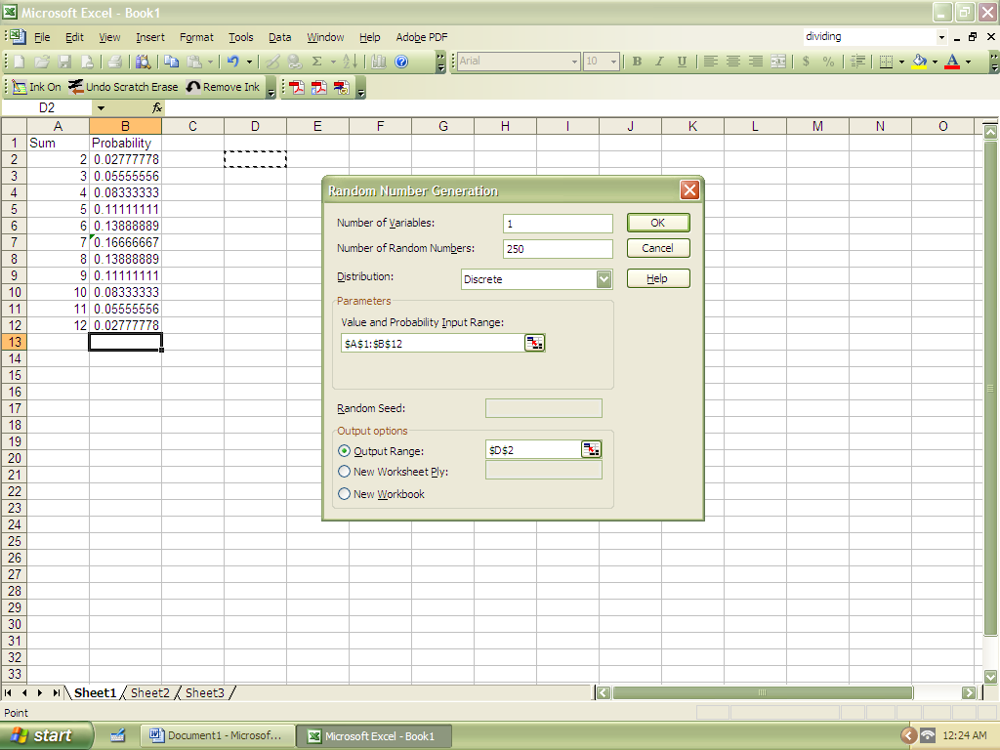 Microsoft Excel - Book1
File Edit View Insert Format Tools Data Window Help Adobe PDF dividing
Arial 10 B I U $ %
Ink On Undo Scratch Erase Remove Ink
D2 fx
A B C D E F G H I J K L M N O
1 Sum Probability
2 2 0.02777778
3 3 0.05555556
4 4 0.08333333
5 5 0.11111111
6 6 0.13888889
7 7 0.16666667
8 8 0.13888889
9 9 0.11111111
10 10 0.08333333
11 11 0.05555556
12 12 0.02777778
13
14
15
16
17
18
19
20
21
22
23
24
25
26
27
28
29
30
31
32
33
Random Number Generation
Number of Variables: 1 OK
Number of Random Numbers: 250 Cancel
Distribution: Discrete Help
Parameters
Value and Probability Input Range:
$A$1:$B$12
Random Seed:
Output options
Output Range: $D$2
New Worksheet Ply:
New Workbook
Sheet1 Sheet2 Sheet3
Point
start Document1 - Microsof... Microsoft Excel - Book1 12:24 AM